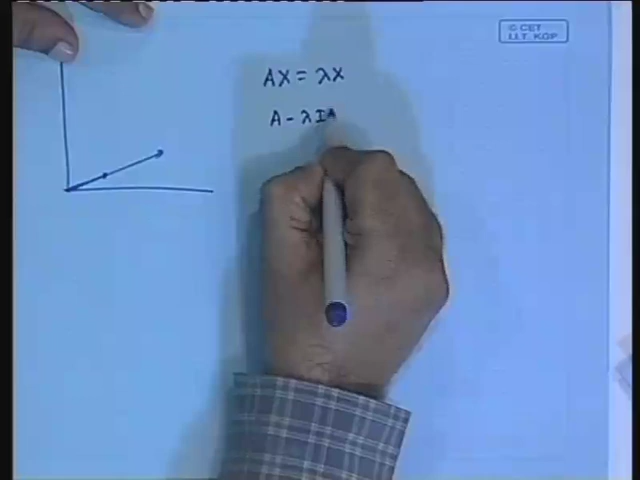 © CET
I.I.T. KGP
AX = λX
A - λI